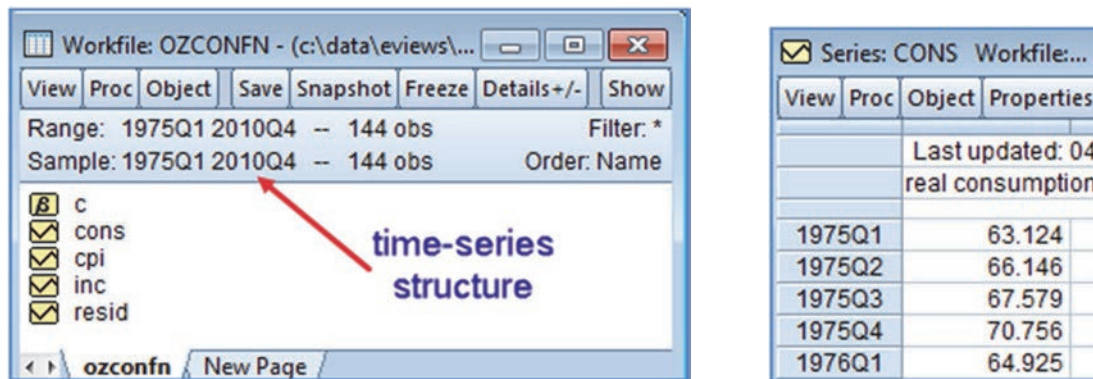 Workfile: OZCONFN - (c:\data\eviews\...
View Proc Object Save Snapshot Freeze Details+/- Show
Range: 1975Q1 2010Q4 -- 144 obs Filter: *
Sample: 1975Q1 2010Q4 -- 144 obs Order: Name
β c
cons
cpi
inc
resid
time-series
structure
ozconfn New Page
Series: CONS Workfile:...
View Proc Object Properties
Last updated: 04
real consumption
1975Q1 63.124
1975Q2 66.146
1975Q3 67.579
1975Q4 70.756
1976Q1 64.925